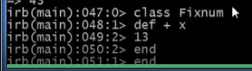 => 43
irb(main):047:0> class Fixnum
irb(main):048:1> def + x
irb(main):049:2> 13
irb(main):050:2> end
irb(main):051:1> end